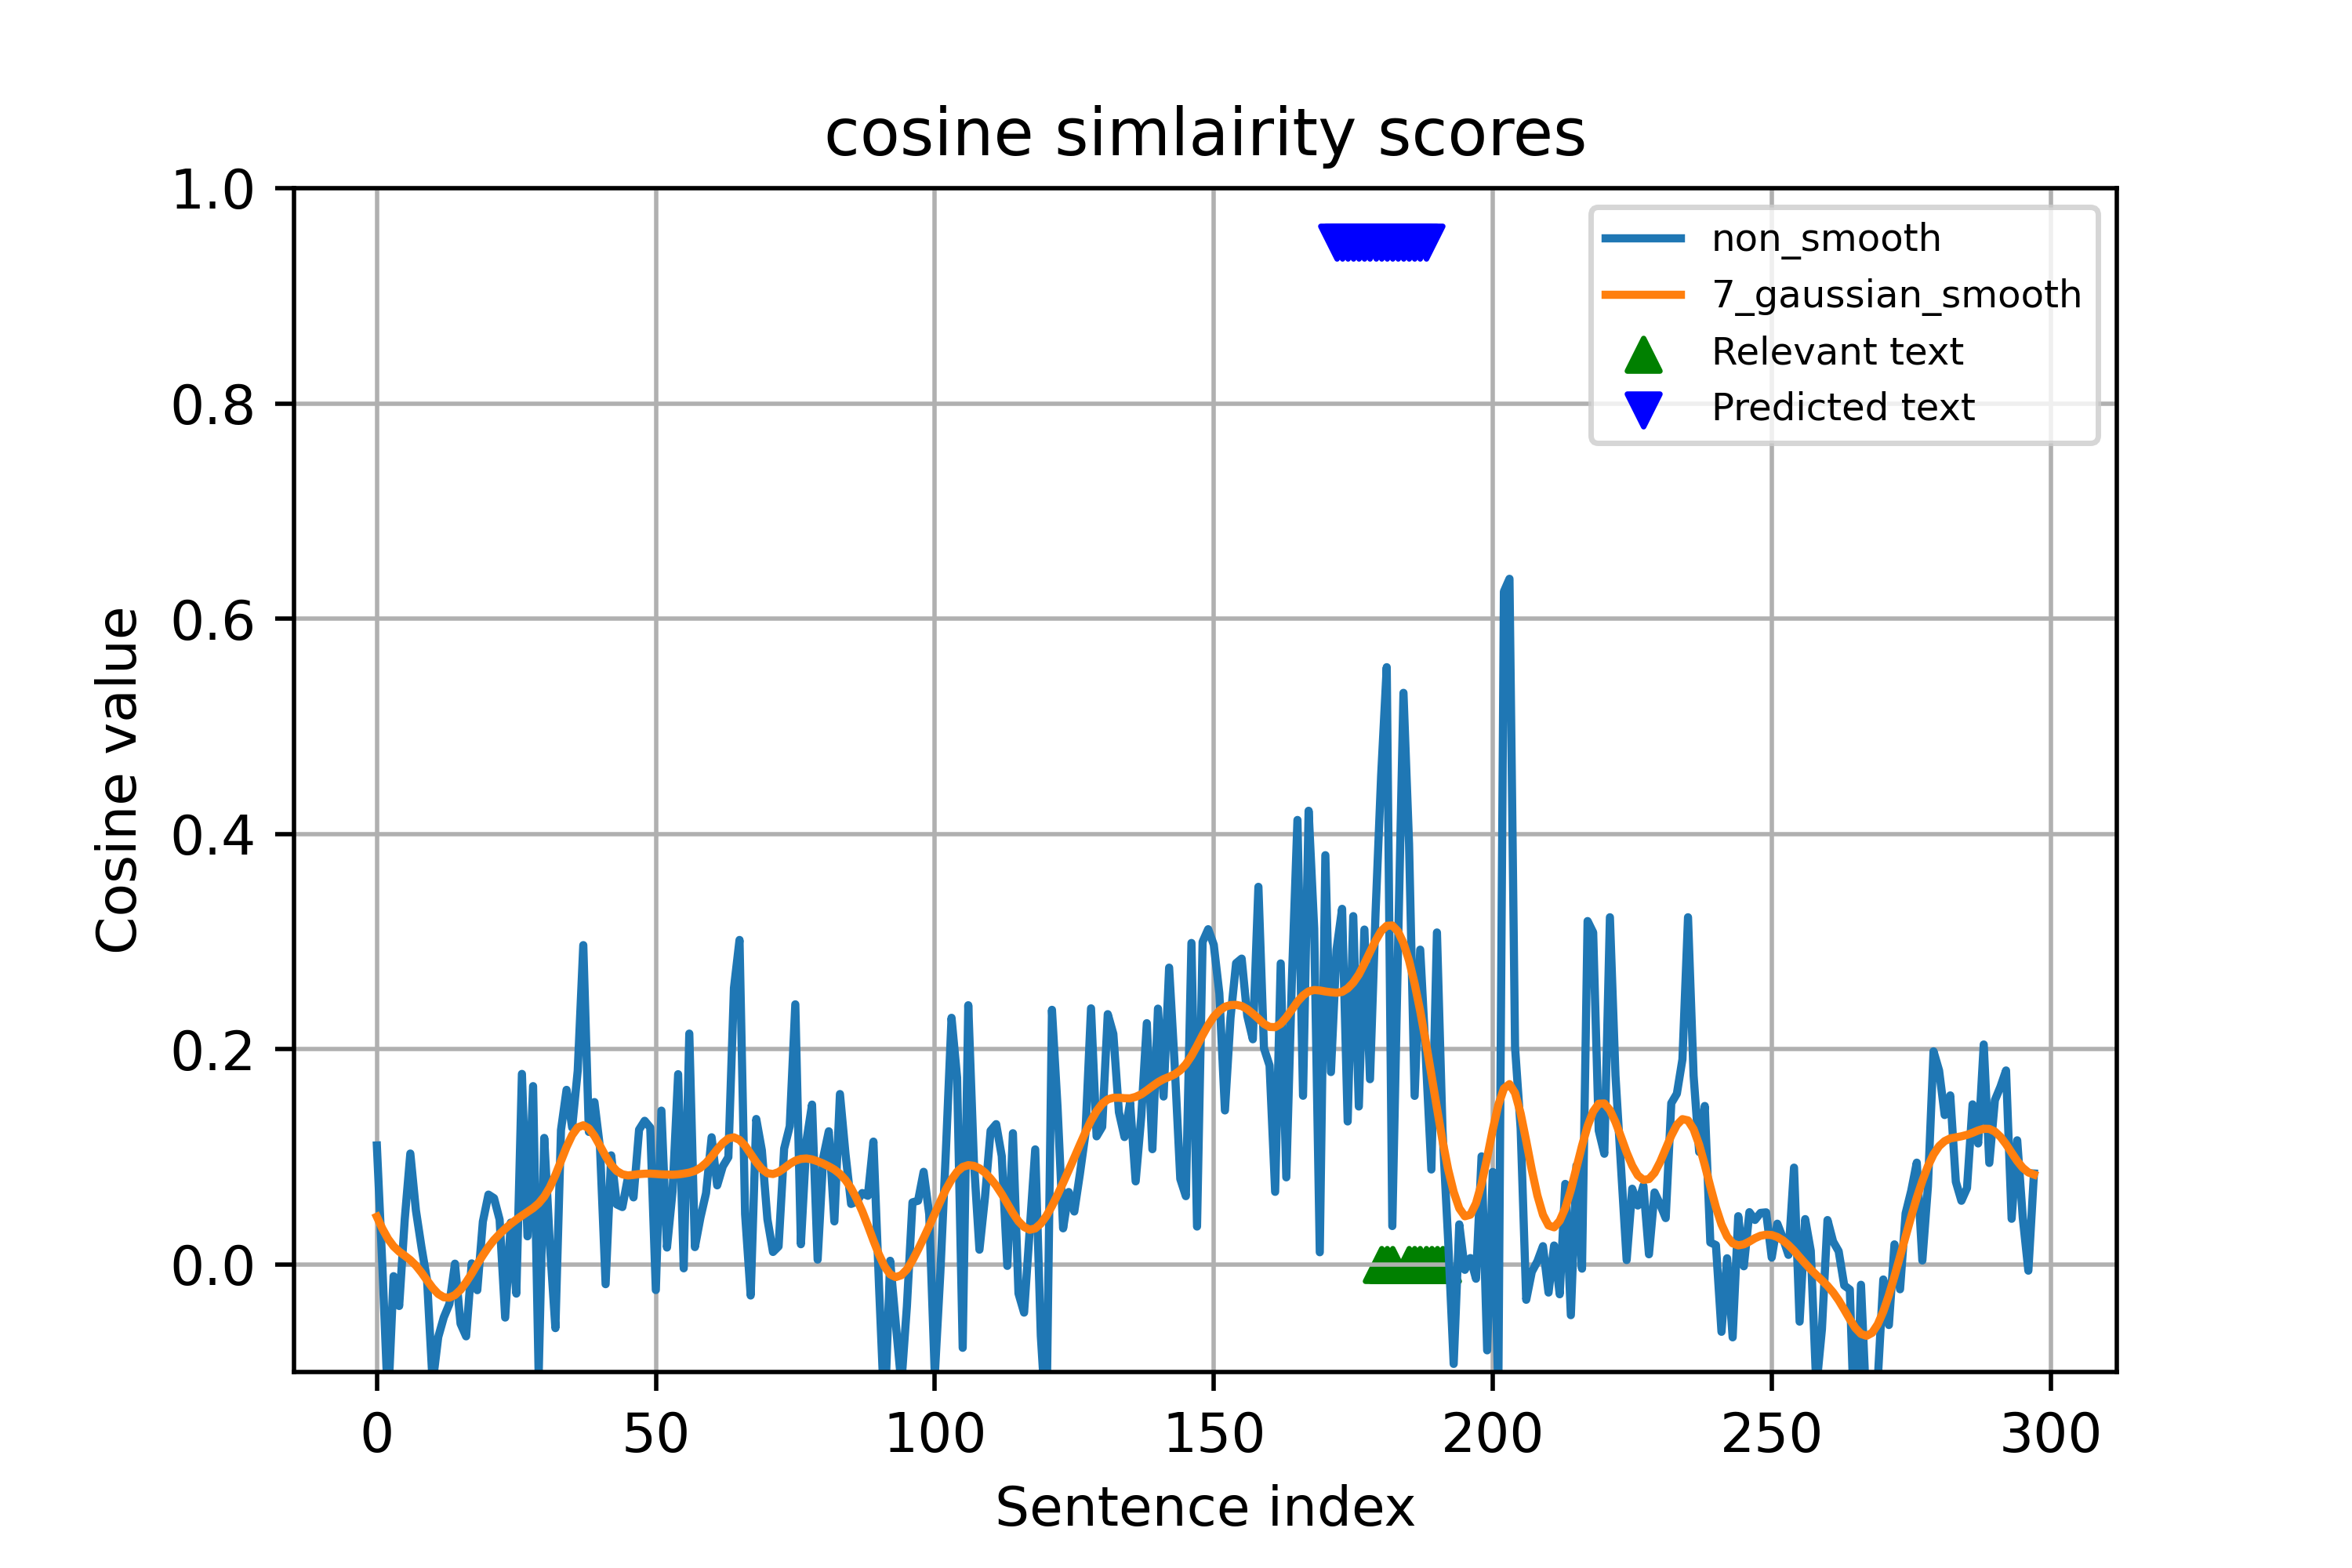 cosine simlairity scores
1.0
0.8
0.6
0.4
0.2
0.0
Cosine value
non_smooth
7_gaussian_smooth
Relevant text
Predicted text
0 50 100 150 200 250 300
Sentence index